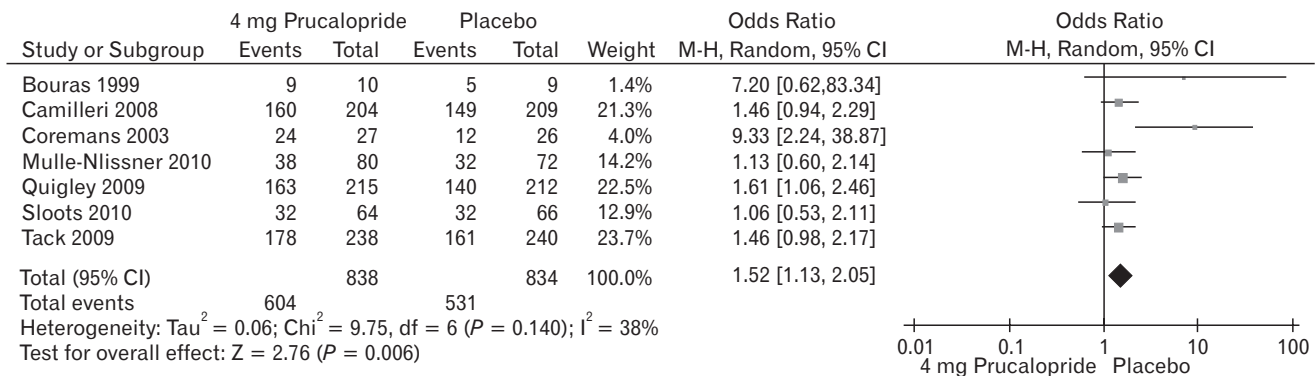 4 mg Prucalopride Placebo Odds Ratio Odds Ratio
Study or Subgroup Events Total Events Total Weight M-H, Random, 95% CI M-H, Random, 95% CI
Bouras 1999 9 10 5 9 1.4% 7.20 [0.62,83.34]
Camilleri 2008 160 204 149 209 21.3% 1.46 [0.94, 2.29]
Coremans 2003 24 27 12 26 4.0% 9.33 [2.24, 38.87]
Mulle-Nlissner 2010 38 80 32 72 14.2% 1.13 [0.60, 2.14]
Quigley 2009 163 215 140 212 22.5% 1.61 [1.06, 2.46]
Sloots 2010 32 64 32 66 12.9% 1.06 [0.53, 2.11]
Tack 2009 178 238 161 240 23.7% 1.46 [0.98, 2.17]
Total (95% CI) 838 834 100.0% 1.52 [1.13, 2.05]
Total events 604 531
Heterogeneity: Tau² = 0.06; Chi² = 9.75, df = 6 (P = 0.140); I² = 38%
Test for overall effect: Z = 2.76 (P = 0.006)
0.01 0.1 1 10 100
4 mg Prucalopride Placebo